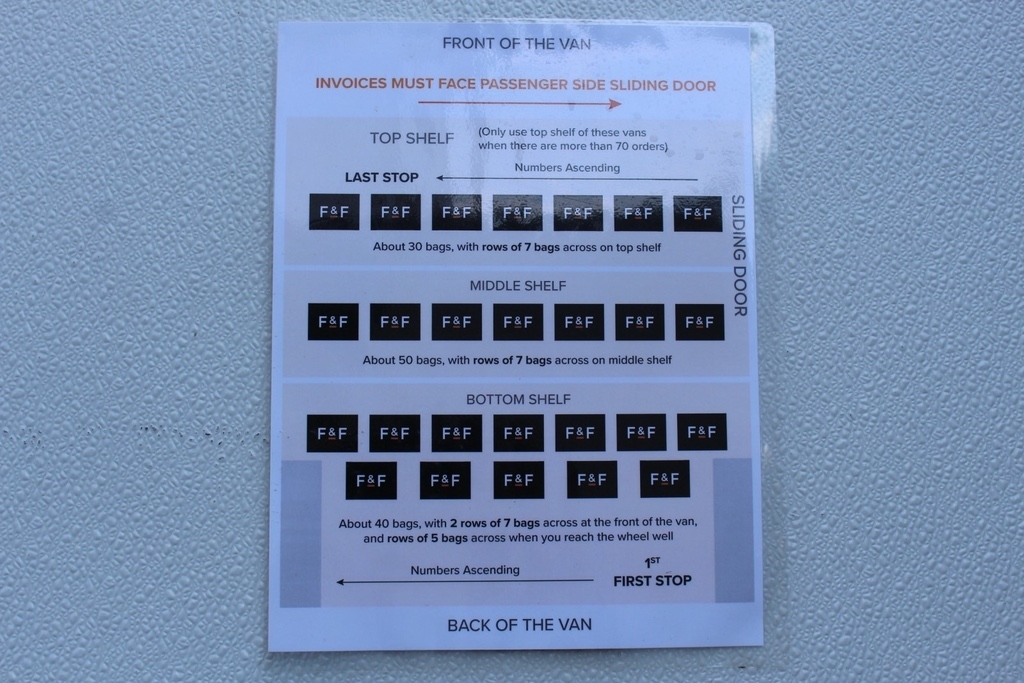 FRONT OF THE VAN
INVOICES MUST FACE PASSENGER SIDE SLIDING DOOR
TOP SHELF (Only use top shelf of these vans
when there are more than 70 orders)
Numbers Ascending
LAST STOP
F&F F&F F&F F&F F&F F&F F&F
About 30 bags, with rows of 7 bags across on top shelf
SLIDING DOOR
MIDDLE SHELF
F&F F&F F&F F&F F&F F&F F&F
About 50 bags, with rows of 7 bags across on middle shelf
BOTTOM SHELF
F&F F&F F&F F&F F&F F&F F&F
F&F F&F F&F F&F F&F
About 40 bags, with 2 rows of 7 bags across at the front of the van,
and rows of 5 bags across when you reach the wheel well
Numbers Ascending
1ST
FIRST STOP
BACK OF THE VAN